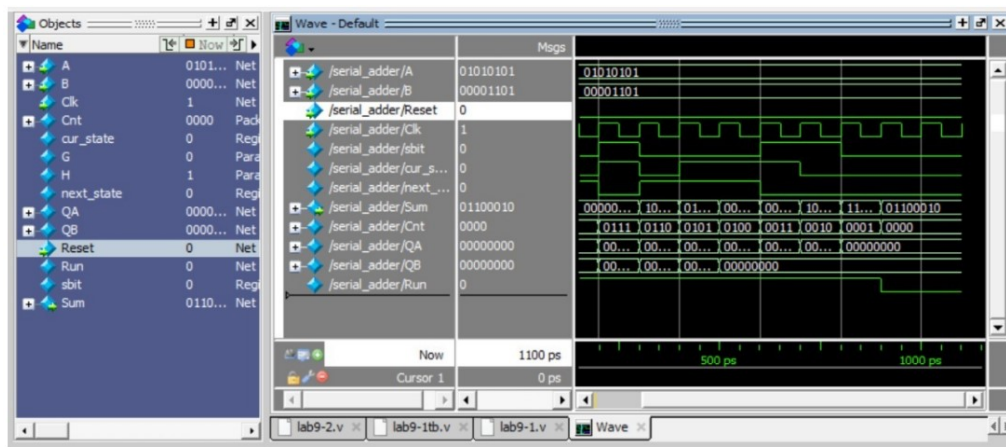 Objects
Name Now
A 0101... Net
B 0000... Net
Clk 1 Net
Cnt 0000 Pack
cur_state 0 Regi
G 0 Para
H 1 Para
next_state 0 Regi
QA 0000... Net
QB 0000... Net
Reset 0 Net
Run 0 Net
sbit 0 Regi
Sum 0110... Net
Wave - Default
Msgs
/serial_adder/A 01010101 01010101
/serial_adder/B 00001101 00001101
/serial_adder/Reset 0
/serial_adder/Clk 1
/serial_adder/sbit 0
/serial_adder/cur_s... 0
/serial_adder/next_... 0
/serial_adder/Sum 01100010 00000... 10... 01... 00... 00... 10... 11... 01100010
/serial_adder/Cnt 0000 0111 0110 0101 0100 0011 0010 0001 0000
/serial_adder/QA 00000000 00... 00... 00... 00... 00... 00... 00000000
/serial_adder/QB 00000000 00... 00... 00... 00000000
/serial_adder/Run 0
Now 1100 ps 500 ps 1000 ps
Cursor 1 0 ps
lab9-2.v lab9-1tb.v lab9-1.v Wave